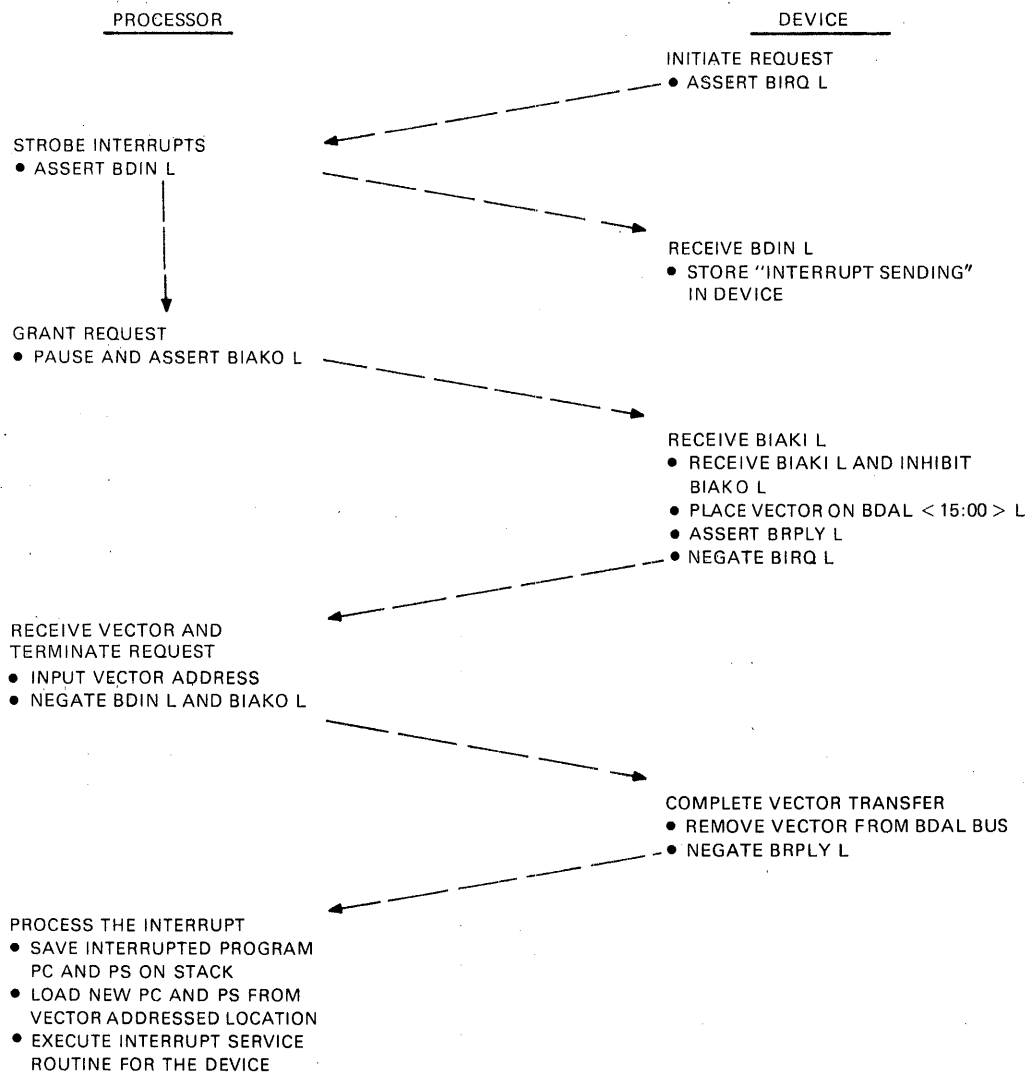 PROCESSOR
DEVICE
INITIATE REQUEST
● ASSERT BIRQ L
STROBE INTERRUPTS
● ASSERT BDIN L
RECEIVE BDIN L
● STORE "INTERRUPT SENDING"
IN DEVICE
GRANT REQUEST
● PAUSE AND ASSERT BIAKO L
RECEIVE BIAKI L
● RECEIVE BIAKI L AND INHIBIT
BIAKO L
● PLACE VECTOR ON BDAL < 15:00 > L
● ASSERT BRPLY L
● NEGATE BIRQ L
RECEIVE VECTOR AND
TERMINATE REQUEST
● INPUT VECTOR ADDRESS
● NEGATE BDIN L AND BIAKO L
COMPLETE VECTOR TRANSFER
● REMOVE VECTOR FROM BDAL BUS
● NEGATE BRPLY L
PROCESS THE INTERRUPT
● SAVE INTERRUPTED PROGRAM
PC AND PS ON STACK
● LOAD NEW PC AND PS FROM
VECTOR ADDRESSED LOCATION
● EXECUTE INTERRUPT SERVICE
ROUTINE FOR THE DEVICE